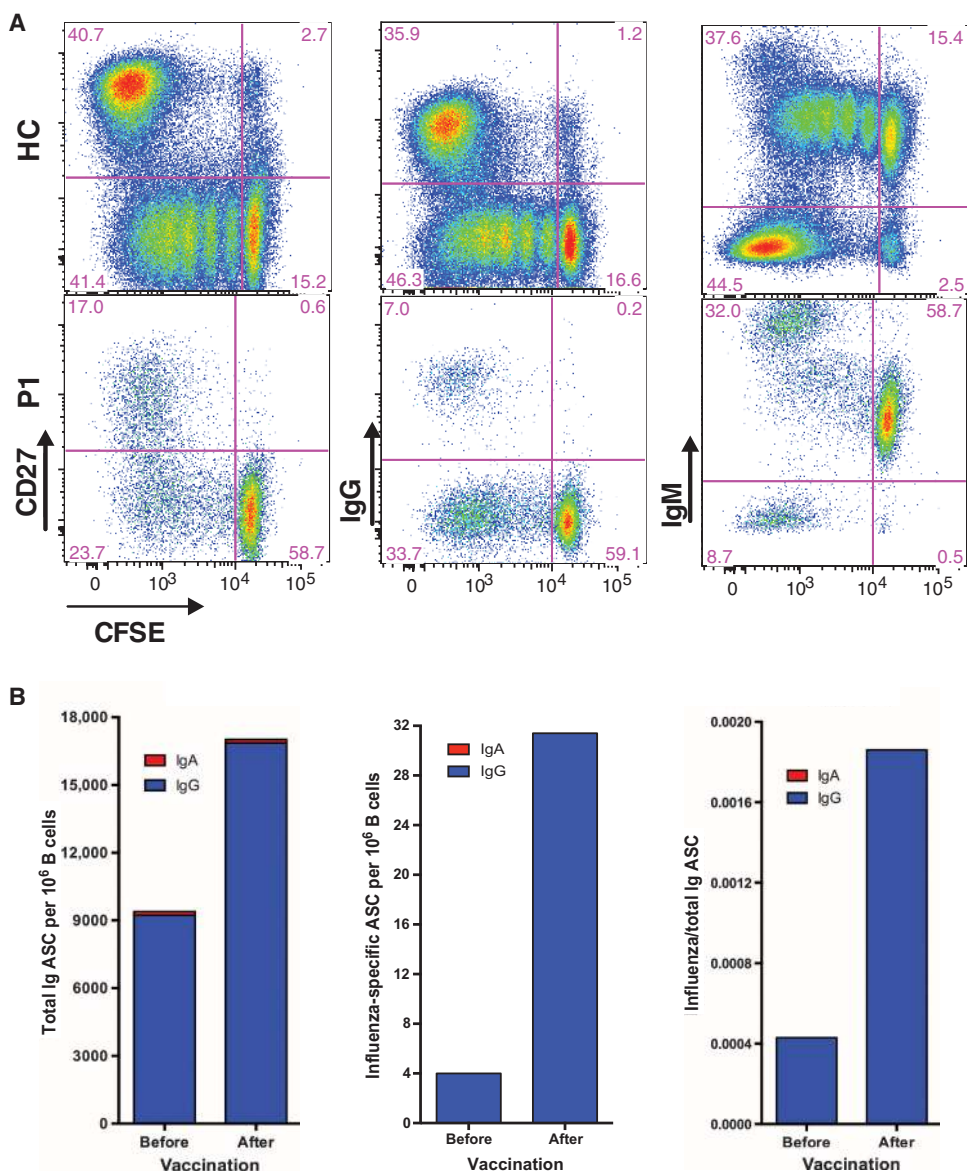 A
HC
40.7 2.7
41.4 15.2
35.9 1.2
46.3 16.6
37.6 15.4
44.5 2.5
P1
17.0 0.6
23.7 58.7
7.0 0.2
33.7 59.1
32.0 58.7
8.7 0.5
CD27
IgG
IgM
0 10³ 10⁴ 10⁵
0 10³ 10⁴ 10⁵
0 10³ 10⁴ 10⁵
CFSE
B
Total Ig ASC per 10⁶ B cells
18,000
15,000
12,000
9000
6000
3000
0
IgA
IgG
Before After
Vaccination
Influenza-specific ASC per 10⁶ B cells
32
28
24
20
16
12
8
4
0
IgA
IgG
Before After
Vaccination
Influenza/total Ig ASC
0.0020
0.0016
0.0012
0.0008
0.0004
0.0000
IgA
IgG
Before After
Vaccination